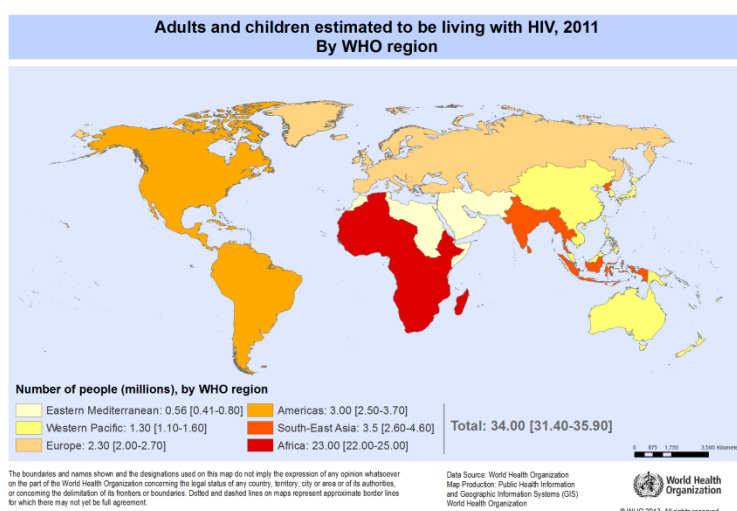 Adults and children estimated to be living with HIV, 2011
By WHO region
Number of people (millions), by WHO region
Eastern Mediterranean: 0.56 [0.41-0.80]
Western Pacific: 1.30 [1.10-1.60]
Europe: 2.30 [2.00-2.70]
Americas: 3.00 [2.50-3.70]
South-East Asia: 3.5 [2.60-4.60]
Africa: 23.00 [22.00-25.00]
Total: 34.00 [31.40-35.90]
0 875 1,750 3,500 Kilometers
The boundaries and names shown and the designations used on this map do not imply the expression of any opinion whatsoever
on the part of the World Health Organization concerning the legal status of any country, territory, city or area or of its authorities,
or concerning the delimitation of its frontiers or boundaries. Dotted and dashed lines on maps represent approximate border lines
for which there may not yet be full agreement.
Data Source: World Health Organization
Map Production: Public Health Information
and Geographic Information Systems (GIS)
World Health Organization
World Health
Organization
© WHO 2012. All rights reserved